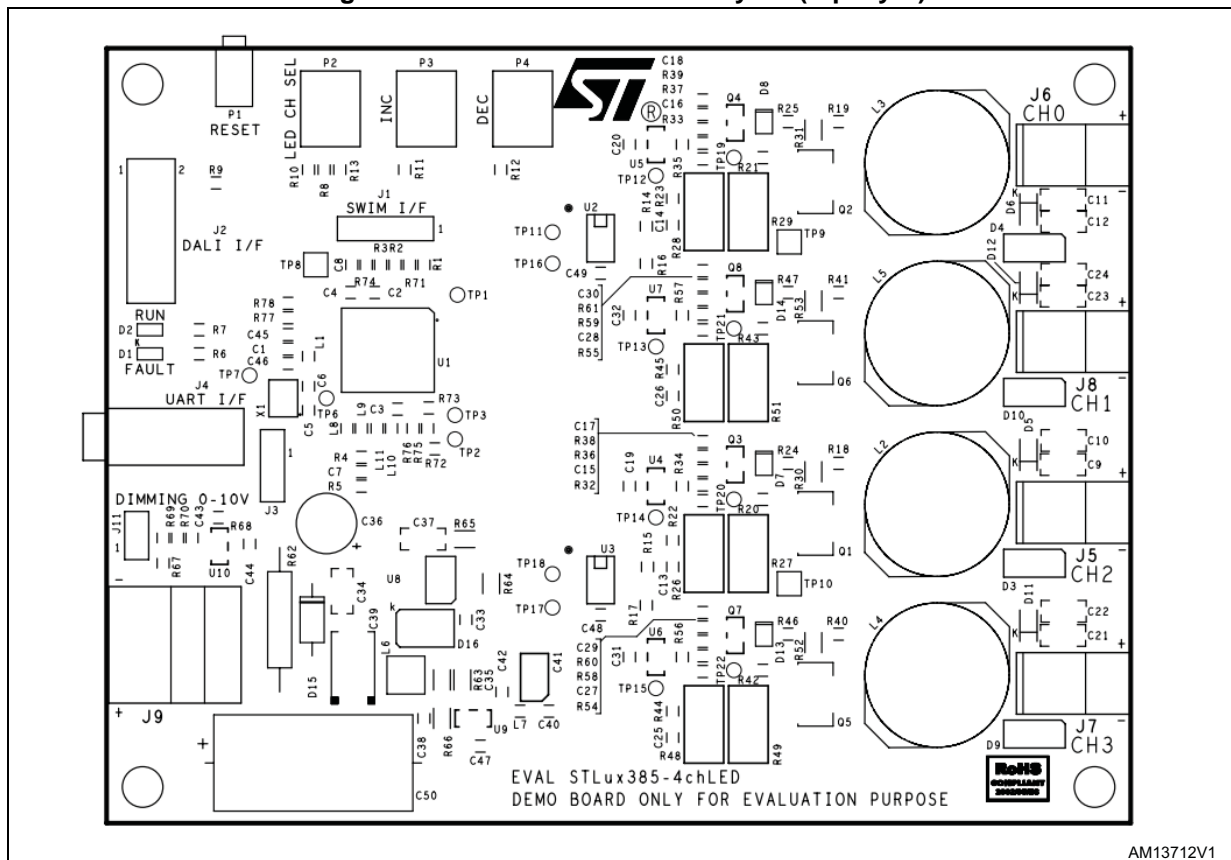 LED CH SEL
P2
INC
P3
DEC
P4
ST
®
P1
RESET
C18
R39
R37
C16
R33
Q4
D8
R25
R31
R19
L3
J6
CH0
+
-
1
2
R9
J2
DALI I/F
R10
R8
R13
R11
R12
J1
SWIM I/F
1
C20
U5
TP12
R35
TP19
R21
Q2
R14
R23
C14
R28
R29
TP9
K
D6
C11
C12
D4
D12
U2
TP11
TP16
C49
R16
TP8
C8
R3R2
R1
R74
R71
C4
C2
TP1
R78
R77
C45
C1
C46
L1
U1
RUN
D2
K
D1
FAULT
R7
R6
TP7
C30
R61
R59
C28
R55
C32
U7
R57
TP13
Q8
TP21
D14
R47
R53
R41
L5
K
C24
C23
+
-
J8
CH1
R43
R45
C26
R50
R51
Q6
D10
J4
UART I/F
X1
C5
C6
TP6
C3
R73
TP3
TP2
L8
L9
L11
L10
R76
R75
R72
R4
C7
R5
1
J3
C17
R38
R36
C15
R32
C19
U4
R34
TP14
Q3
TP20
D7
R24
R30
R18
L2
D5
K
C10
C9
+
-
J5
CH2
R22
R15
C13
R26
R20
R27
TP10
Q1
D3
DIMMING 0-10V
J11
1
R69
R70
C43
R68
R67
U10
C44
R62
C36
+
C37
R65
U8
R64
C34
TP18
TP17
U3
C48
R17
-
+
J9
D15
C39
k
D16
C33
L6
R63
C35
C42
C41
C29
R60
R58
C27
R54
C31
U6
R56
TP15
Q7
TP22
D13
R46
R52
R40
L4
D11
K
C22
C21
+
-
J7
CH3
R42
R44
C25
R48
R49
Q5
D9
+
C50
C38
R66
U9
C47
L7
C40
EVAL STLux385-4chLED
DEMO BOARD ONLY FOR EVALUATION PURPOSE
RoHS
COMPLIANT
AM13712V1